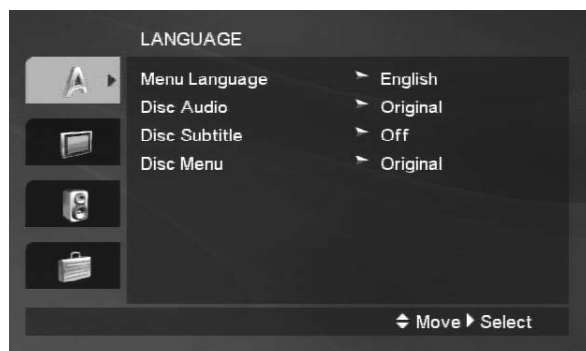 LANGUAGE
A
Menu Language English
Disc Audio Original
Disc Subtitle Off
Disc Menu Original
Move Select